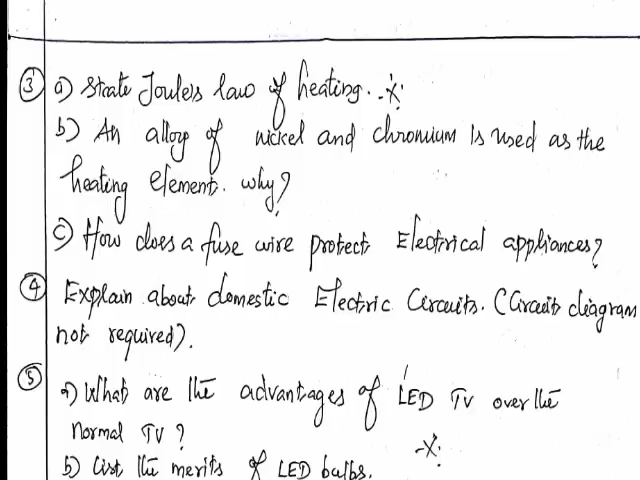 ③ a) State Joule's law of heating. -X-
b) An alloy of nickel and chromium is used as the
heating element. why?
c) How does a fuse wire protect Electrical appliances?
④ Explain about domestic Electric Circuits. (Circuit diagram
not required).
⑤ a) What are the advantages of LED TV over the
normal TV?
-X-
b) List the merits of LED bulbs.